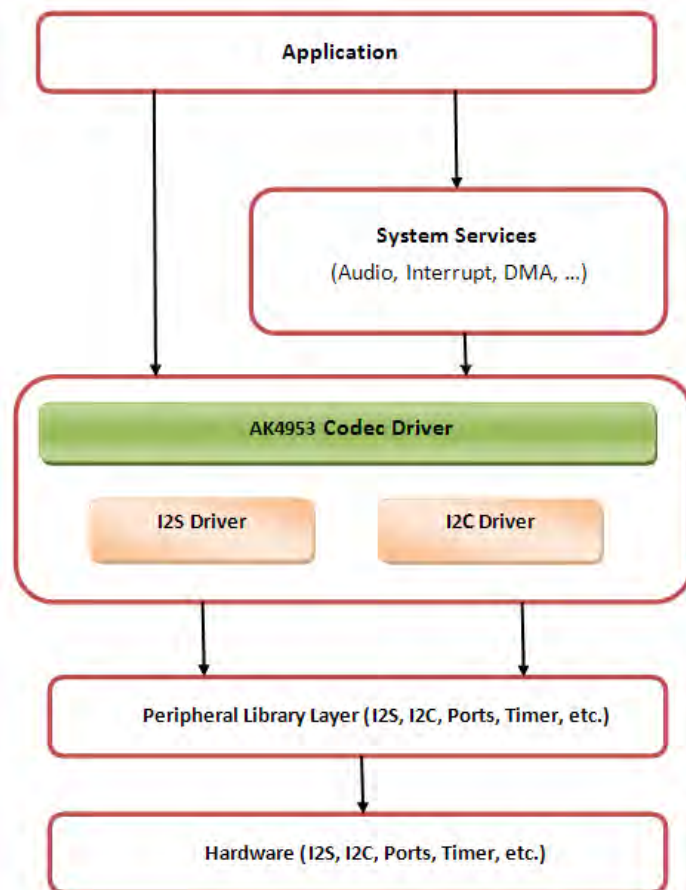 Application
System Services
(Audio, Interrupt, DMA, ...)
AK4953 Codec Driver
I2S Driver
I2C Driver
Peripheral Library Layer (I2S, I2C, Ports, Timer, etc.)
Hardware (I2S, I2C, Ports, Timer, etc.)